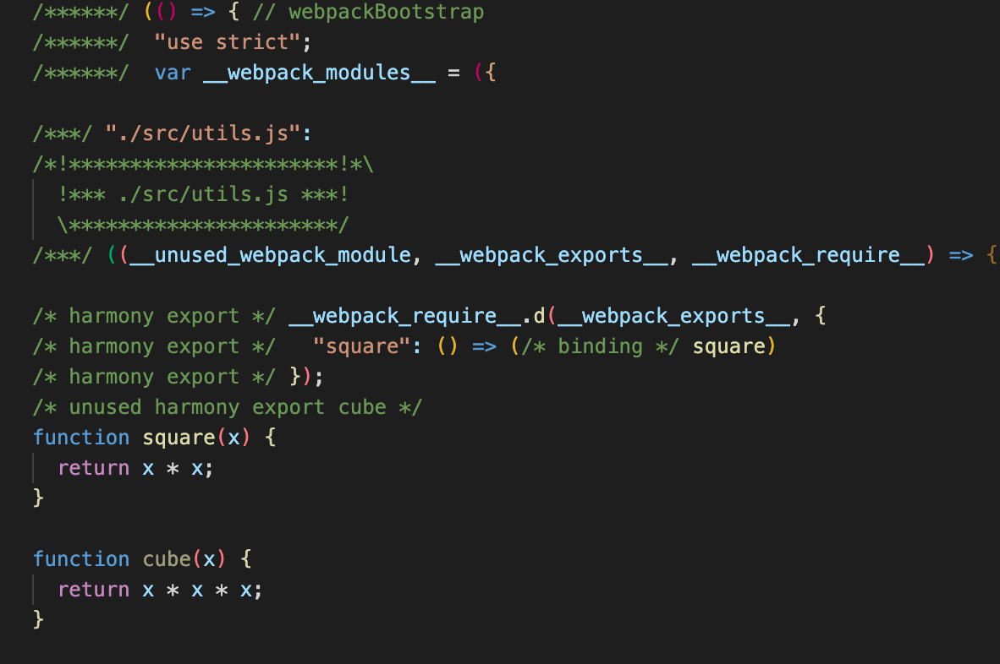 /******/ (() => { // webpackBootstrap
/******/  "use strict";
/******/  var __webpack_modules__ = ({

/***/ "./src/utils.js":
/*!**********************!*\
  !*** ./src/utils.js ***!
  \**********************/
/***/ ((__unused_webpack_module, __webpack_exports__, __webpack_require__) => {

/* harmony export */ __webpack_require__.d(__webpack_exports__, {
/* harmony export */   "square": () => (/* binding */ square)
/* harmony export */ });
/* unused harmony export cube */
function square(x) {
  return x * x;
}

function cube(x) {
  return x * x * x;
}